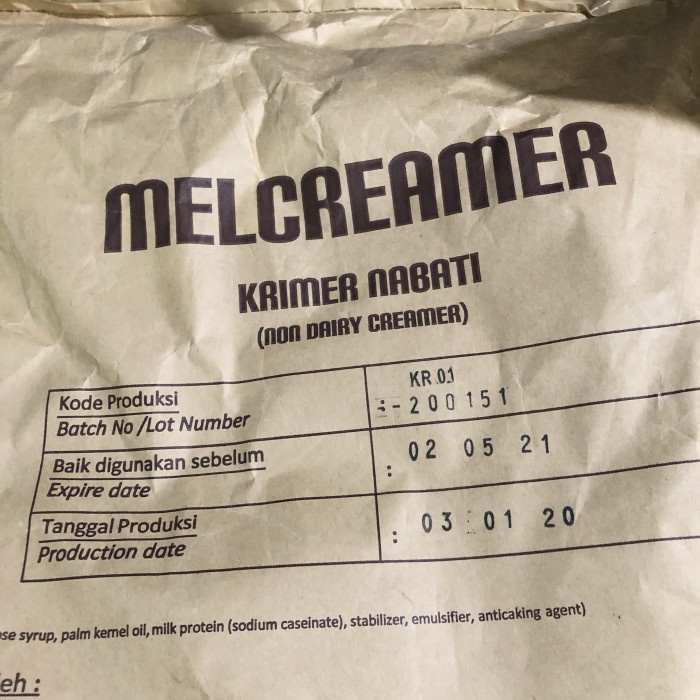 MELCREAMER
KRIMER NABATI
(NON DAIRY CREAMER)
Kode Produksi
KR.01
Batch No /Lot Number
:-200151
Baik digunakan sebelum
Expire date
: 02 05 21
Tanggal Produksi
Production date
: 03 01 20
syrup, palm kernel oil, milk protein (sodium caseinate), stabilizer, emulsifier, anticaking agent)